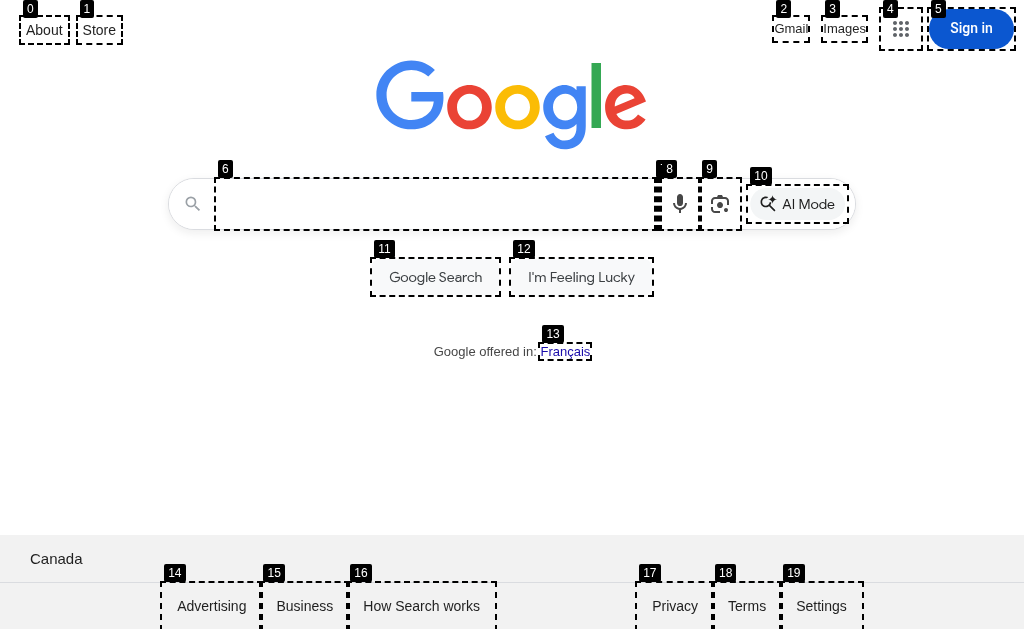 0 1 2 3 4 5
About Store Gmail Images Sign in
Google
6 8 9 10
AI Mode
11 12
Google Search I'm Feeling Lucky
13
Google offered in: Français
Canada
14 15 16 17 18 19
Advertising Business How Search works Privacy Terms Settings